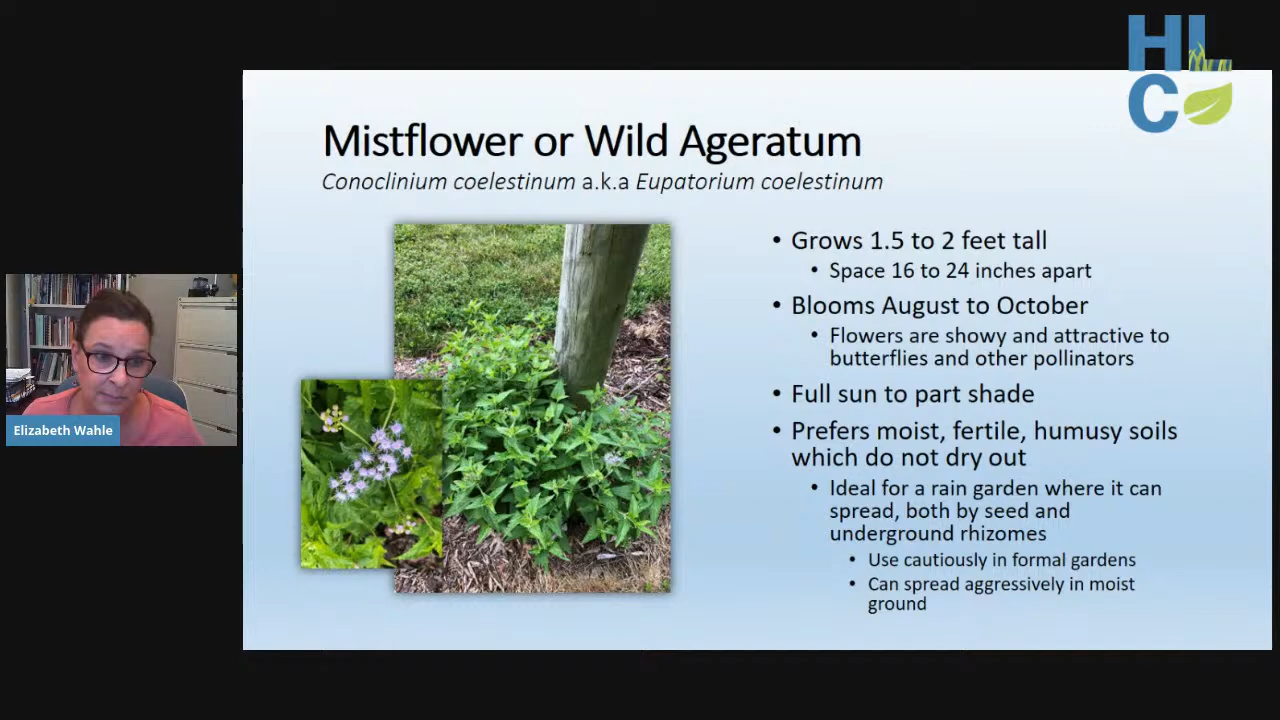 HL
C
Mistflower or Wild Ageratum
Conoclinium coelestinum a.k.a Eupatorium coelestinum
• Grows 1.5 to 2 feet tall
• Space 16 to 24 inches apart
• Blooms August to October
• Flowers are showy and attractive to
butterflies and other pollinators
• Full sun to part shade
• Prefers moist, fertile, humusy soils
which do not dry out
• Ideal for a rain garden where it can
spread, both by seed and
underground rhizomes
• Use cautiously in formal gardens
• Can spread aggressively in moist
ground
Elizabeth Wahle